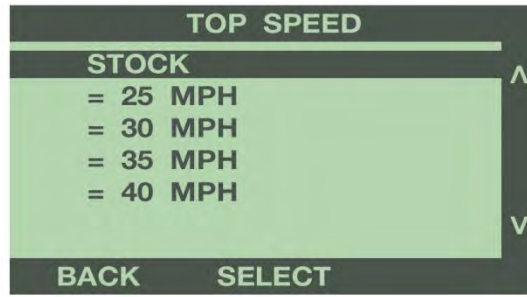 TOP SPEED
STOCK
= 25 MPH
= 30 MPH
= 35 MPH
= 40 MPH
BACK SELECT